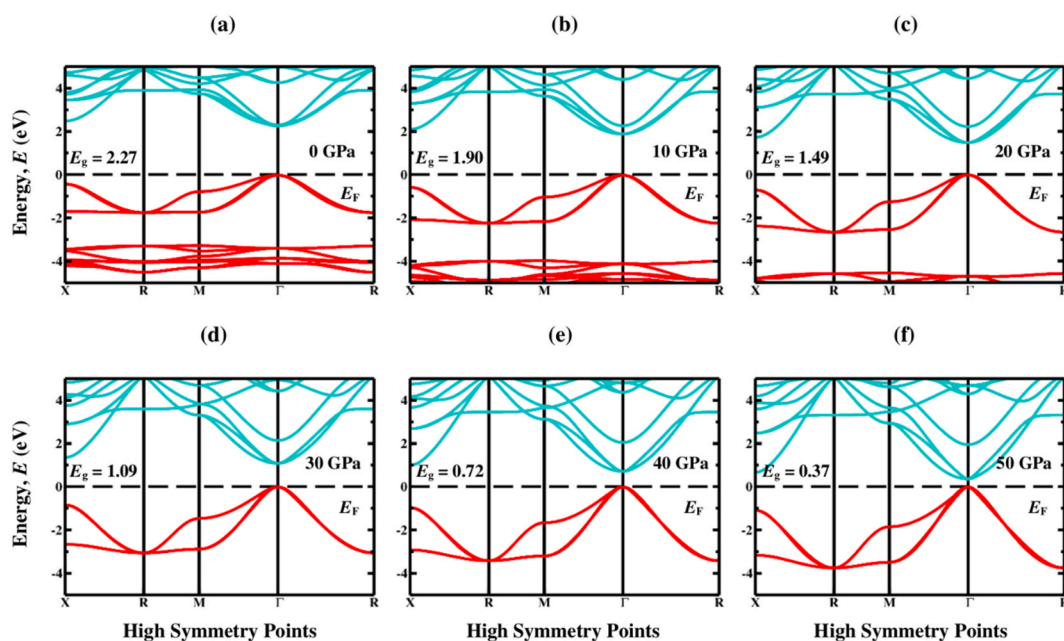 (a) (b) (c)
Energy, E (eV)
4
2
0
-2
-4
E_g = 2.27
0 GPa
E_F
X R M Γ R
4
2
0
-2
-4
E_g = 1.90
10 GPa
E_F
X R M Γ R
4
2
0
-2
-4
E_g = 1.49
20 GPa
E_F
X R M Γ R
(d) (e) (f)
Energy, E (eV)
4
2
0
-2
-4
E_g = 1.09
30 GPa
E_F
X R M Γ R
4
2
0
-2
-4
E_g = 0.72
40 GPa
E_F
X R M Γ R
4
2
0
-2
-4
E_g = 0.37
50 GPa
E_F
X R M Γ R
High Symmetry Points High Symmetry Points High Symmetry Points